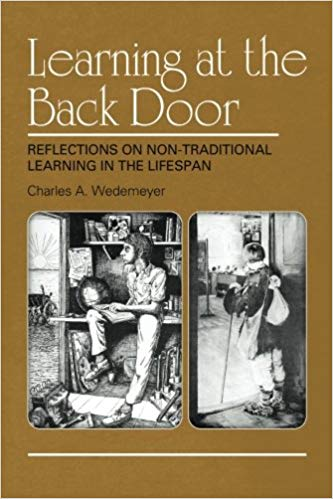 Learning at the
Back Door
REFLECTIONS ON NON-TRADITIONAL
LEARNING IN THE LIFESPAN
Charles A. Wedemeyer